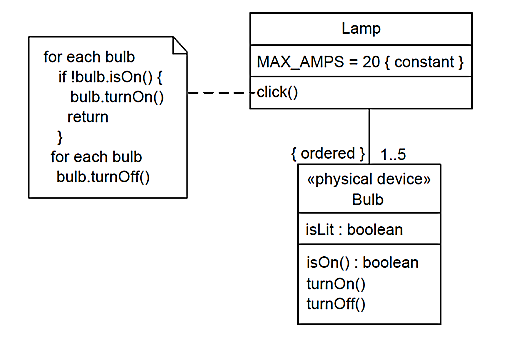 for each bulb
if !bulb.isOn() {
bulb.turnOn()
return
}
for each bulb
bulb.turnOff()
Lamp
MAX_AMPS = 20 { constant }
click()
{ ordered } 1..5
«physical device»
Bulb
isLit : boolean
isOn() : boolean
turnOn()
turnOff()